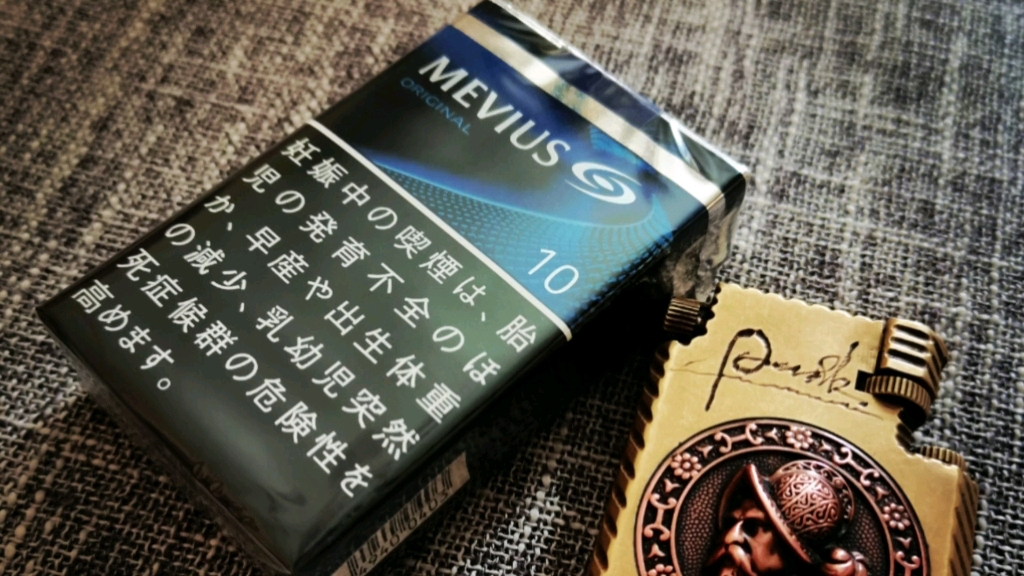 MEVIUS
ORIGINAL
10
妊娠中の喫煙は、胎
児の発育不全のほ
か、早産や出生体重
の減少、乳幼児突然
死症候群の危険性を
高めます。